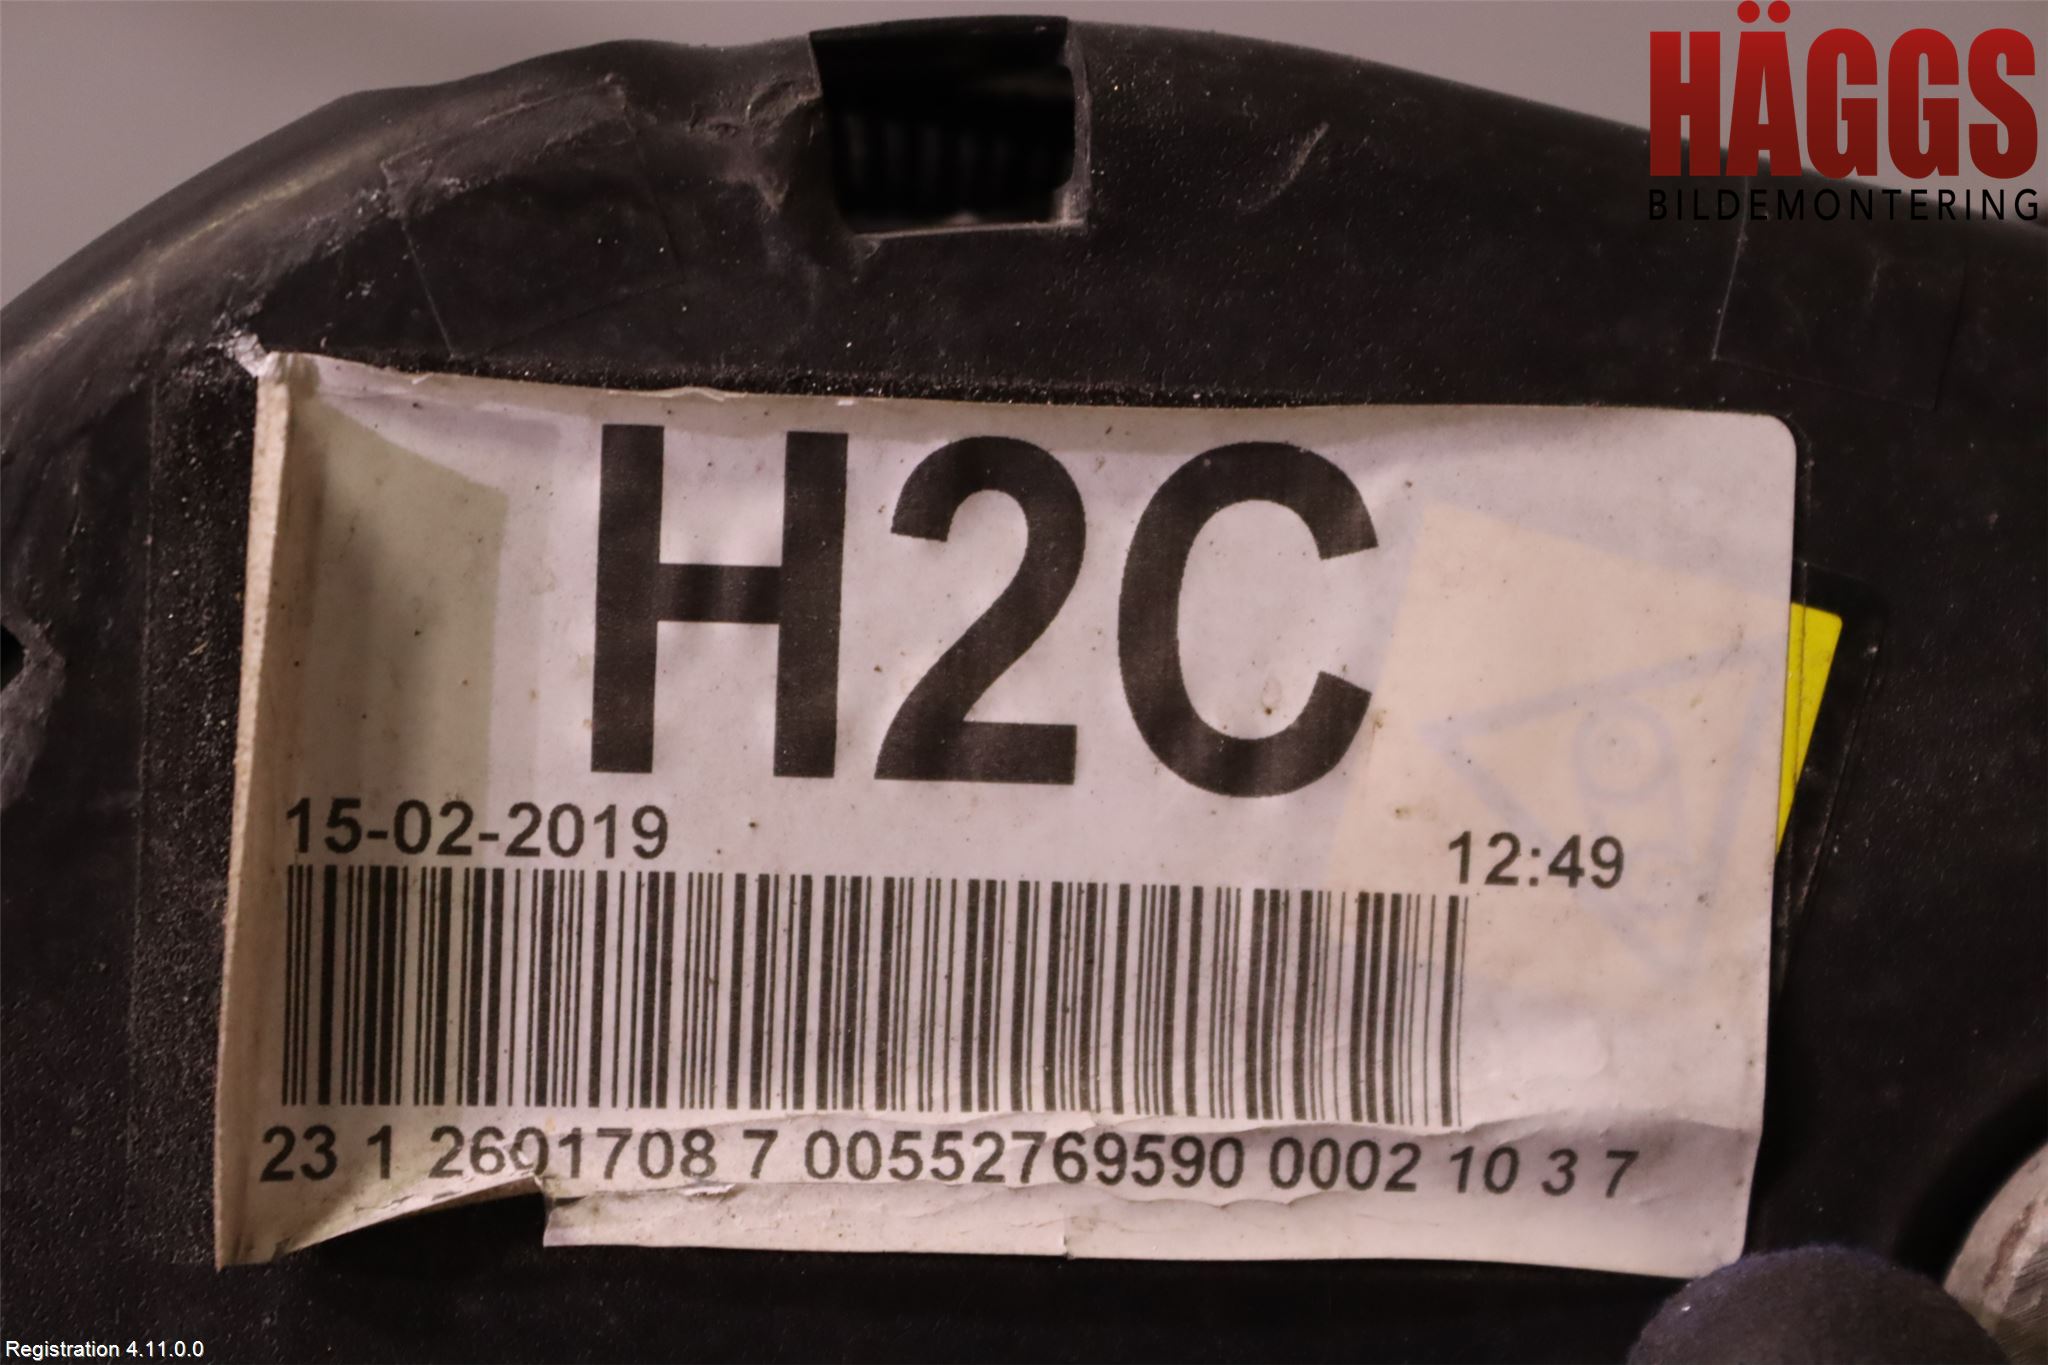 HÄGGS
BILDEMONTERING
H2C
15-02-2019
12:49
23 1 2601708 7 00552769590 0002 10 3 7
Registration 4.11.0.0